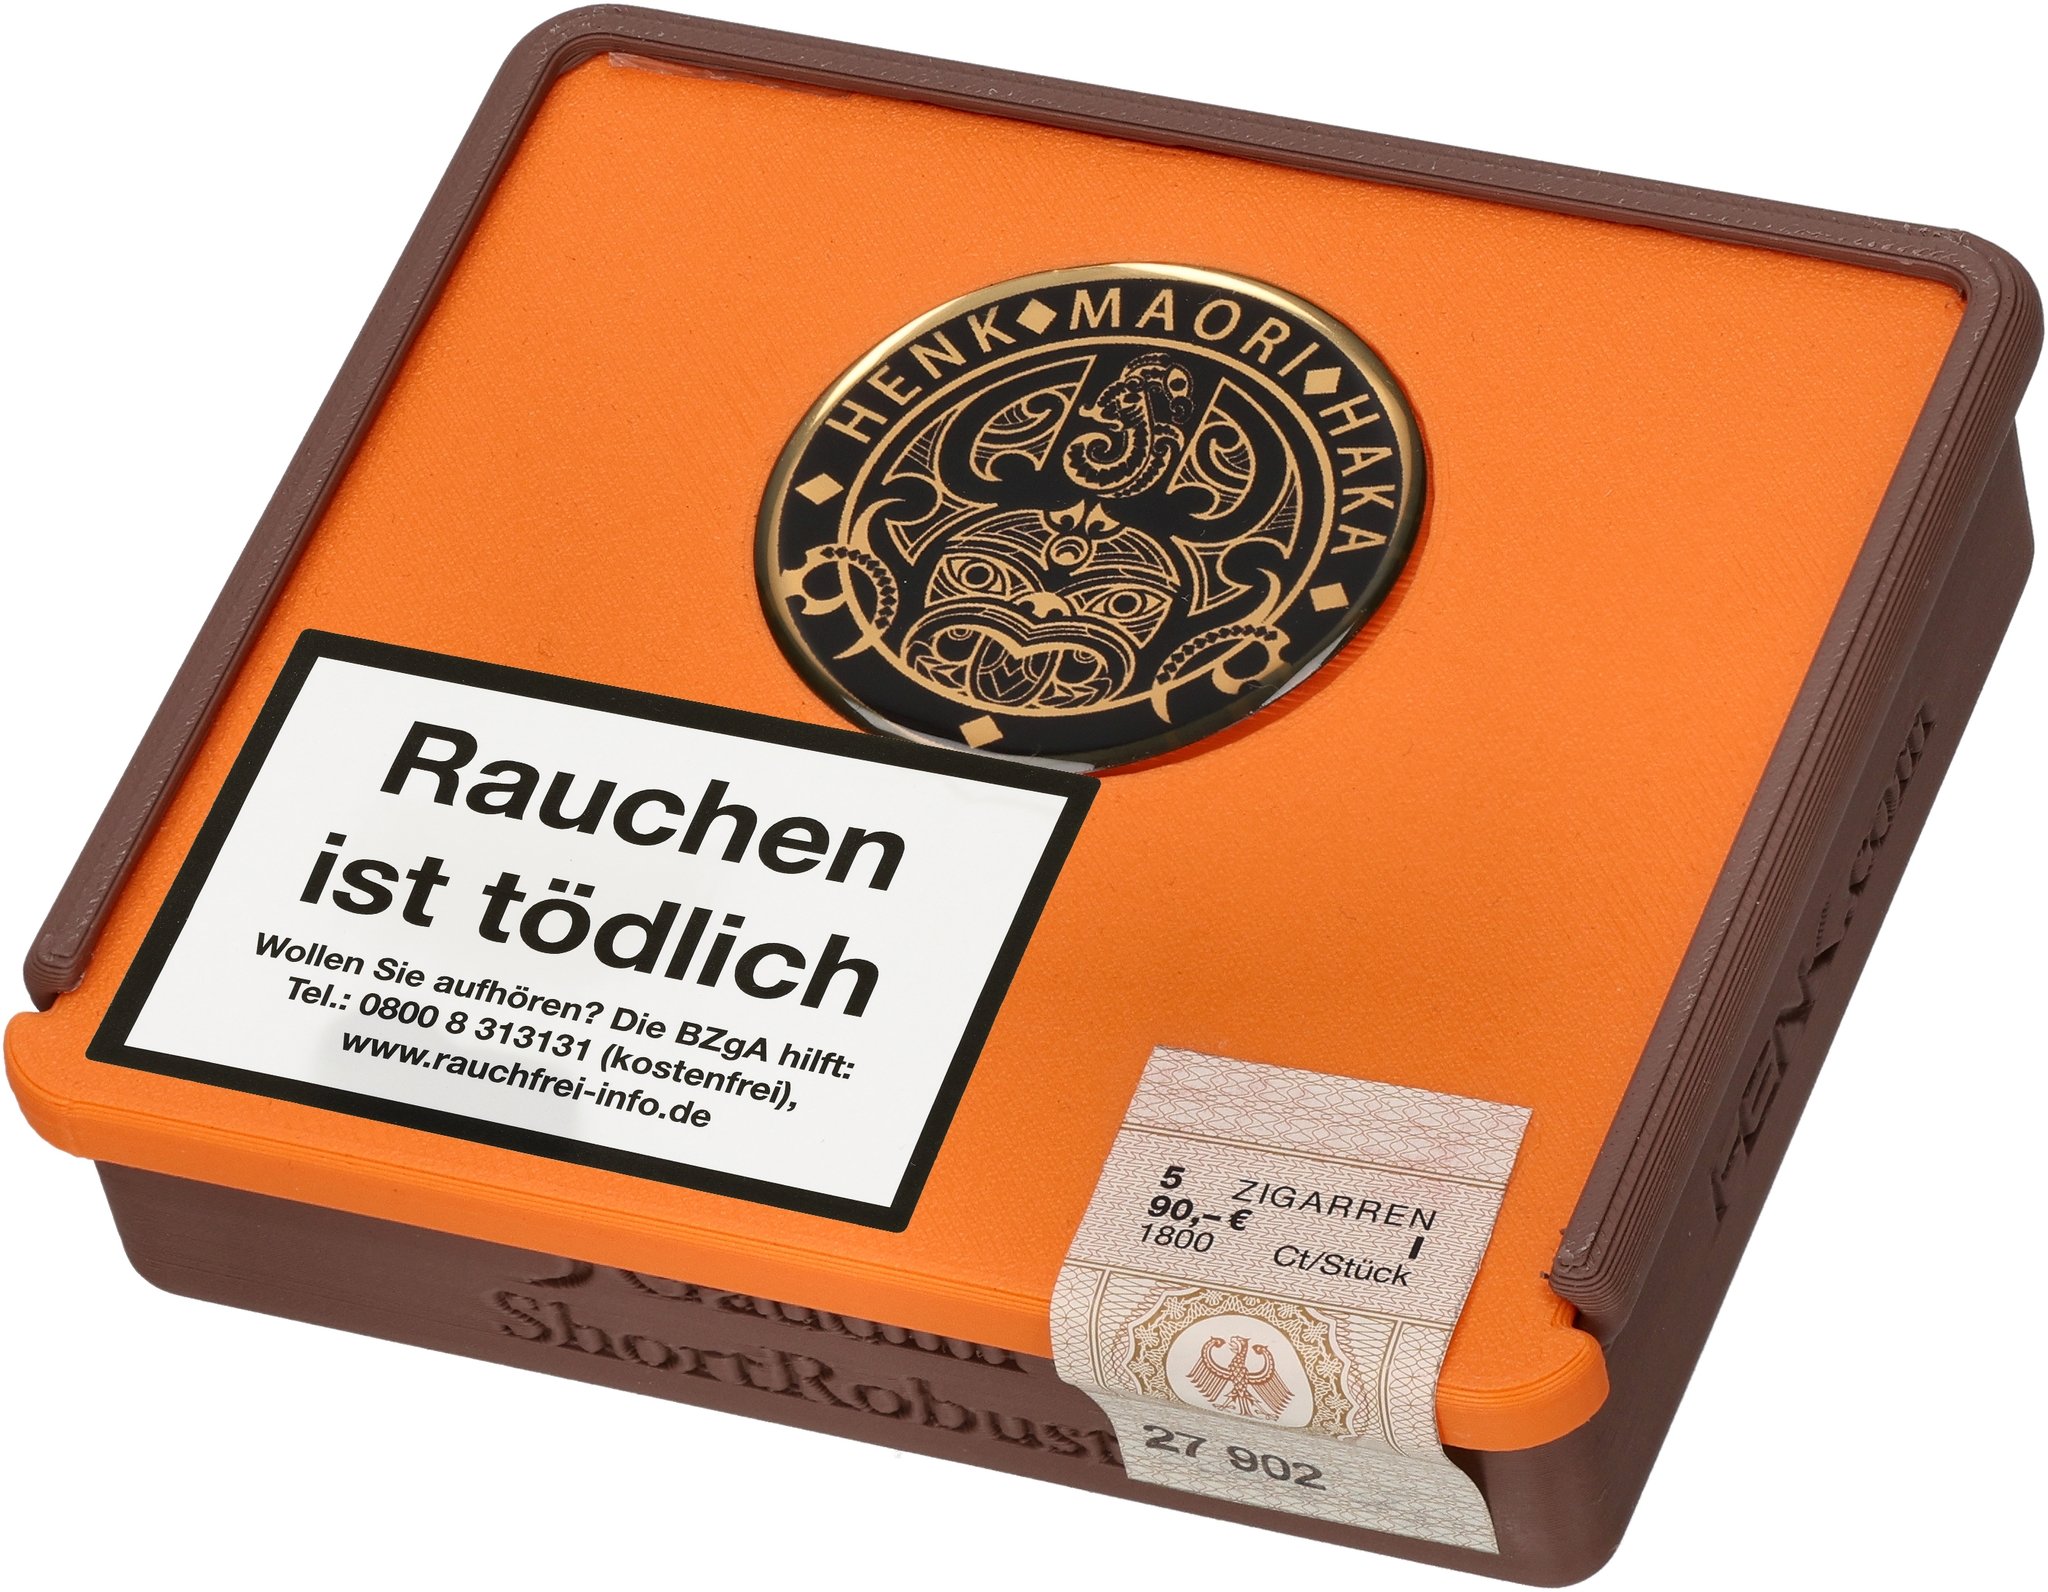 HENK MAORI HAKA
Rauchen
ist tödlich
Wollen Sie aufhören? Die BZgA hilft:
Tel.: 0800 8 313131 (kostenfrei),
www.rauchfrei-info.de
5 ZIGARREN
90,–€ I
1800 Ct/Stück
27 902
ShortRobust